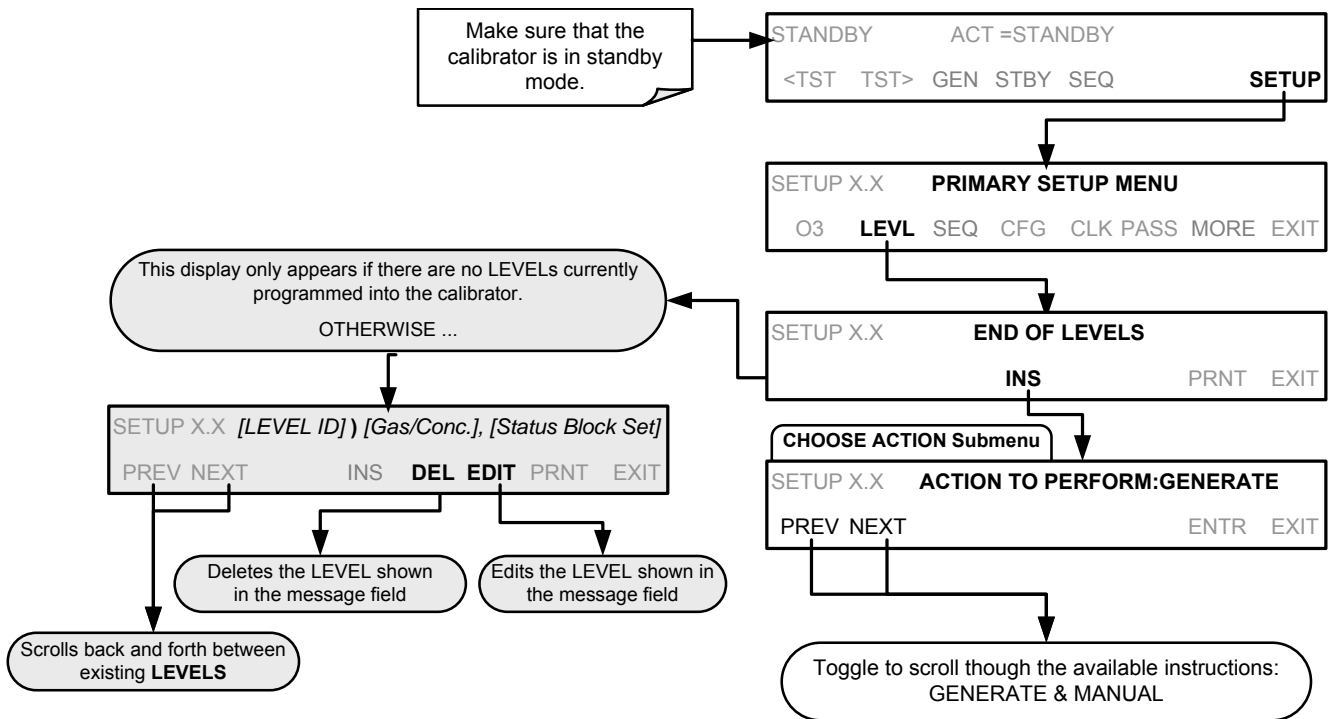 Make sure that the
calibrator is in standby
mode.
STANDBY ACT =STANDBY
<TST TST> GEN STBY SEQ SETUP
SETUP X.X PRIMARY SETUP MENU
O3 LEVL SEQ CFG CLK PASS MORE EXIT
This display only appears if there are no LEVELs currently
programmed into the calibrator.
OTHERWISE ...
SETUP X.X END OF LEVELS
INS PRNT EXIT
SETUP X.X [LEVEL ID] ) [Gas/Conc.], [Status Block Set]
PREV NEXT INS DEL EDIT PRNT EXIT
CHOOSE ACTION Submenu
SETUP X.X ACTION TO PERFORM:GENERATE
PREV NEXT ENTR EXIT
Deletes the LEVEL shown
in the message field
Edits the LEVEL shown in
the message field
Scrolls back and forth between
existing LEVELS
Toggle to scroll though the available instructions:
GENERATE & MANUAL